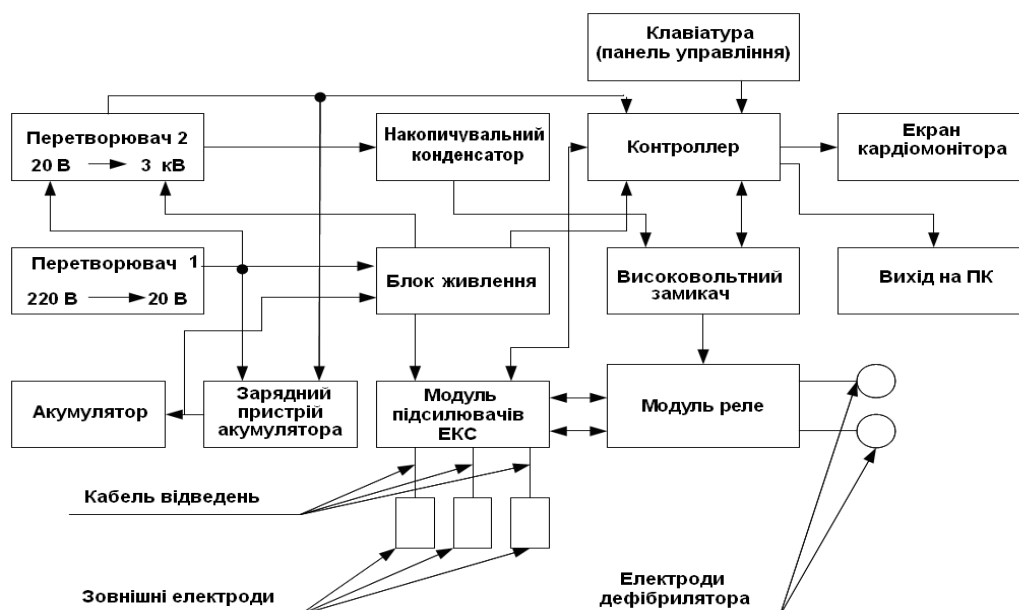 Клавіатура
(панель управління)
Перетворювач 2
20 В 3 кВ
Накопичувальний
конденсатор
Контроллер
Екран
кардіомонітора
Перетворювач 1
220 В 20 В
Блок живлення
Високовольтний
замикач
Вихід на ПК
Акумулятор
Зарядний
пристрій
акумулятора
Модуль
підсилювачів
ЕКС
Модуль реле
Кабель відведень
Зовнішні електроди
Електроди
дефібрилятора